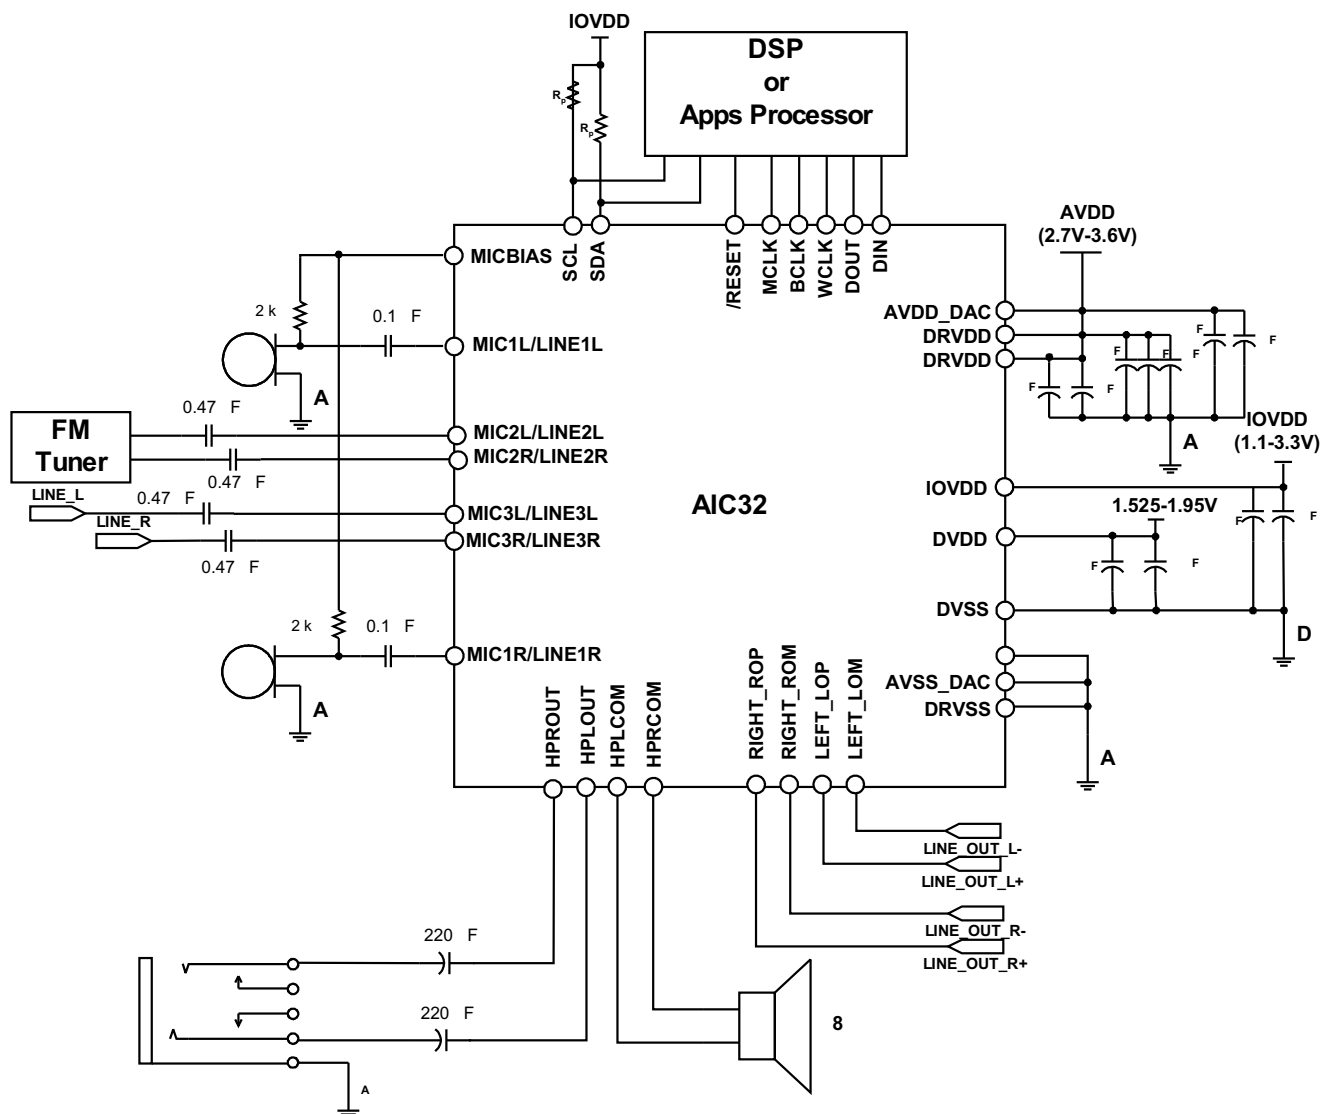 IOVDD
DSP
or
Apps Processor
Rp
Rp
AVDD
(2.7V-3.6V)
MICBIAS
SCL
SDA
/RESET
MCLK
BCLK
WCLK
DOUT
DIN
2 k
0.1 F
AVDD_DAC
DRVDD
DRVDD
MIC1L/LINE1L
F
F
F
F
F
F
F
F
A
0.47 F
FM
Tuner
MIC2L/LINE2L
MIC2R/LINE2R
0.47 F
A
IOVDD
(1.1-3.3V)
LINE_L
0.47 F
IOVDD
AIC32
1.525-1.95V
MIC3L/LINE3L
LINE_R
MIC3R/LINE3R
0.47 F
DVDD
F
F
F
F
DVSS
2 k
0.1 F
D
MIC1R/LINE1R
A
AVSS_DAC
DRVSS
A
HPROUT
HPLOUT
HPLCOM
HPRCOM
RIGHT_ROP
RIGHT_ROM
LEFT_LOP
LEFT_LOM
LINE_OUT_L-
LINE_OUT_L+
LINE_OUT_R-
LINE_OUT_R+
220 F
220 F
8
A